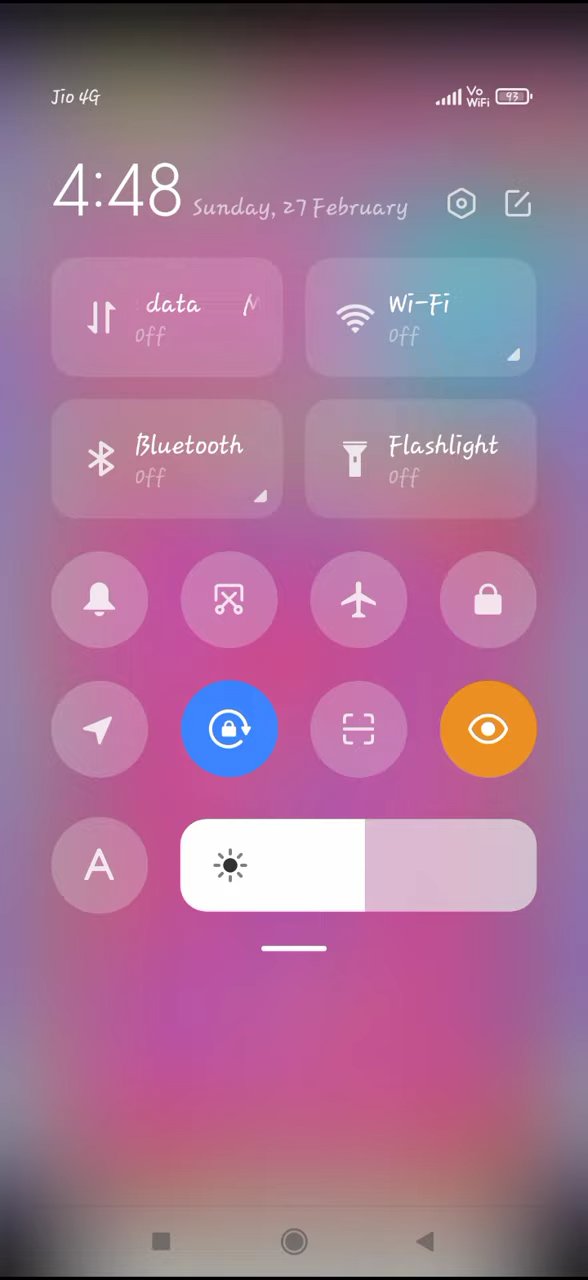 Jio 4G
Vo
WiFi
93
4:48 Sunday, 27 February
data
Off
Wi-Fi
Off
Bluetooth
Off
Flashlight
Off
A